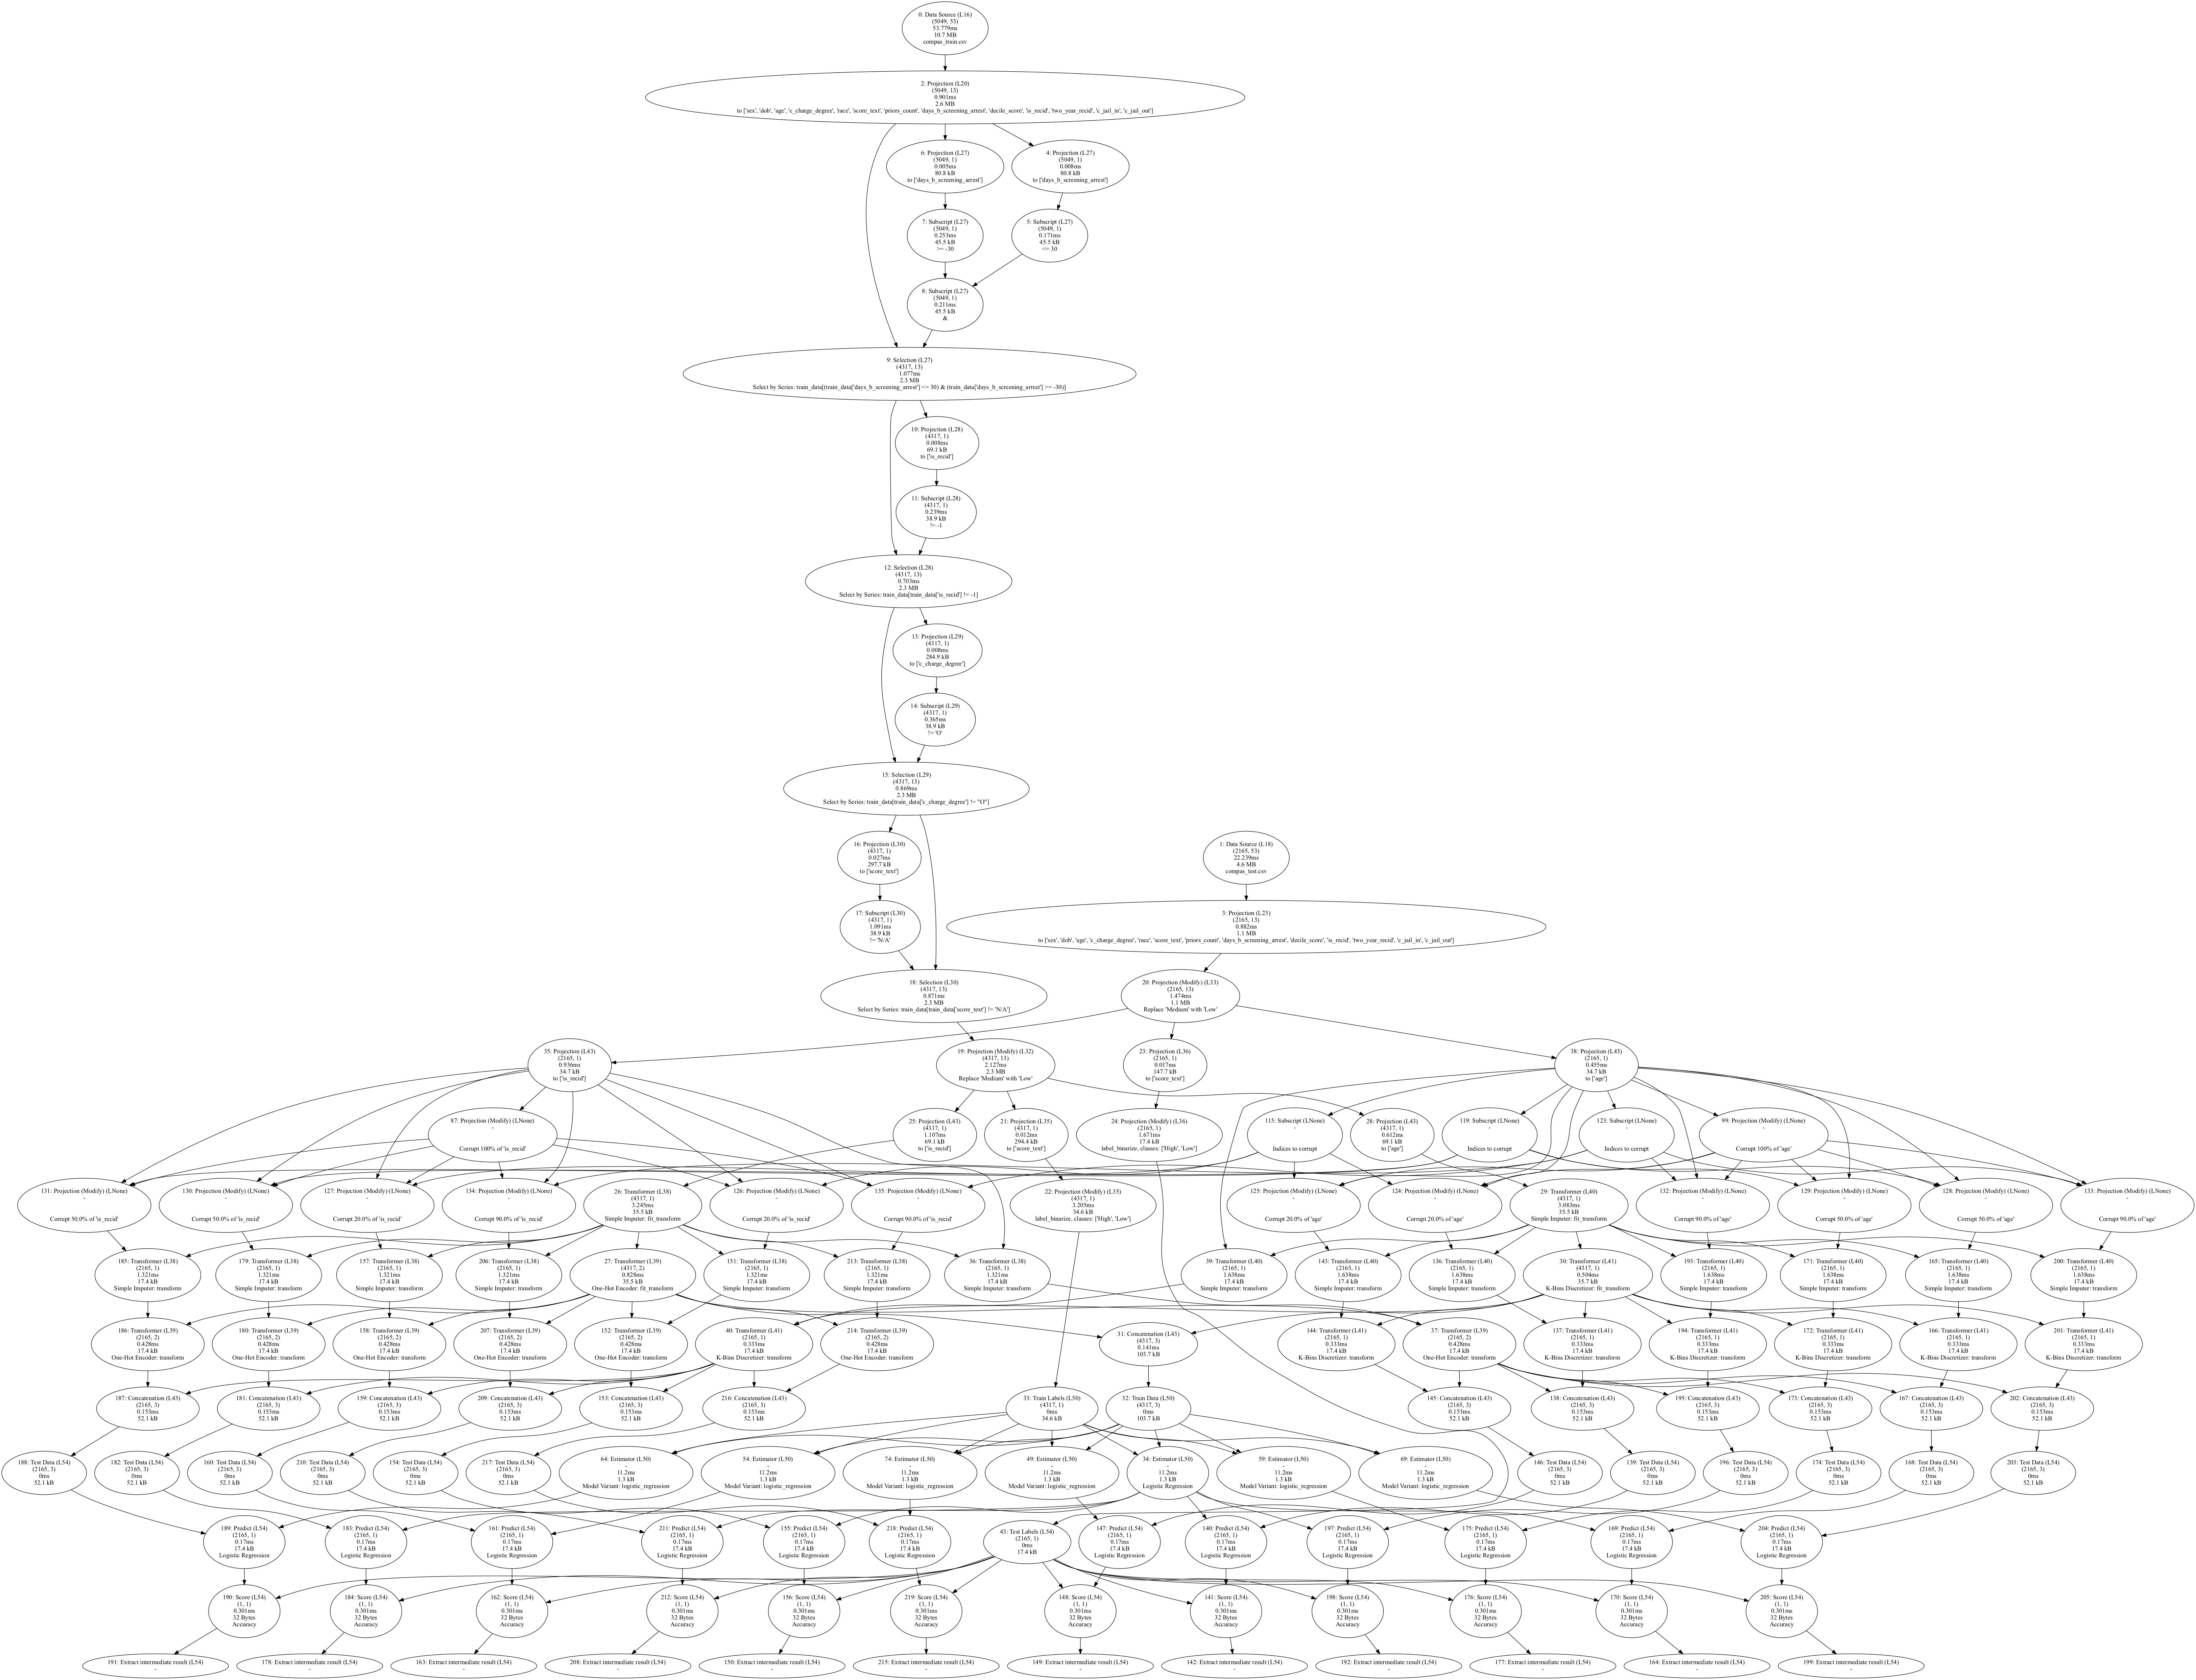 0: Data Source (L16)
(5049, 53)
53.779ms
10.7 MB
compas_train.csv
2: Projection (L20)
(5049, 13)
0.901ms
2.6 MB
to ['sex', 'dob', 'age', 'c_charge_degree', 'race', 'score_text', 'priors_count', 'days_b_screening_arrest', 'decile_score', 'is_recid', 'two_year_recid', 'c_jail_in', 'c_jail_out']
6: Projection (L27)
(5049, 1)
0.005ms
80.8 kB
to ['days_b_screening_arrest']
4: Projection (L27)
(5049, 1)
0.008ms
80.8 kB
to ['days_b_screening_arrest']
7: Subscript (L27)
(5049, 1)
0.253ms
45.5 kB
>= -30
5: Subscript (L27)
(5049, 1)
0.171ms
45.5 kB
<= 30
8: Subscript (L27)
(5049, 1)
0.211ms
45.5 kB
&
9: Selection (L27)
(4317, 13)
1.077ms
2.3 MB
Select by Series: train_data[(train_data['days_b_screening_arrest'] <= 30) & (train_data['days_b_screening_arrest'] >= -30)]
10: Projection (L28)
(4317, 1)
0.008ms
69.1 kB
to ['is_recid']
11: Subscript (L28)
(4317, 1)
0.239ms
38.9 kB
!= -1
12: Selection (L28)
(4317, 13)
0.703ms
2.3 MB
Select by Series: train_data[train_data['is_recid'] != -1]
13: Projection (L29)
(4317, 1)
0.008ms
284.9 kB
to ['c_charge_degree']
14: Subscript (L29)
(4317, 1)
0.365ms
38.9 kB
!= 'O'
15: Selection (L29)
(4317, 13)
0.869ms
2.3 MB
Select by Series: train_data[train_data['c_charge_degree'] != "O"]
16: Projection (L30)
(4317, 1)
0.027ms
297.7 kB
to ['score_text']
1: Data Source (L18)
(2165, 53)
22.239ms
4.6 MB
compas_test.csv
17: Subscript (L30)
(4317, 1)
1.091ms
38.9 kB
!= 'N/A'
3: Projection (L23)
(2165, 13)
0.882ms
1.1 MB
to ['sex', 'dob', 'age', 'c_charge_degree', 'race', 'score_text', 'priors_count', 'days_b_screening_arrest', 'decile_score', 'is_recid', 'two_year_recid', 'c_jail_in', 'c_jail_out']
18: Selection (L30)
(4317, 13)
0.871ms
2.3 MB
Select by Series: train_data[train_data['score_text'] != 'N/A']
20: Projection (Modify) (L33)
(2165, 13)
1.474ms
1.1 MB
Replace 'Medium' with 'Low'
35: Projection (L43)
(2165, 1)
0.936ms
34.7 kB
to ['is_recid']
19: Projection (Modify) (L32)
(4317, 13)
2.127ms
2.3 MB
Replace 'Medium' with 'Low'
23: Projection (L36)
(2165, 1)
0.017ms
147.7 kB
to ['score_text']
38: Projection (L43)
(2165, 1)
0.455ms
34.7 kB
to ['age']
87: Projection (Modify) (LNone)
-
Corrupt 100% of 'is_recid'
25: Projection (L43)
(4317, 1)
1.107ms
69.1 kB
to ['is_recid']
21: Projection (L35)
(4317, 1)
0.012ms
294.4 kB
to ['score_text']
24: Projection (Modify) (L36)
(2165, 1)
1.671ms
17.4 kB
label_binarize, classes: ['High', 'Low']
115: Subscript (LNone)
-
Indices to corrupt
28: Projection (L43)
(4317, 1)
0.612ms
69.1 kB
to ['age']
119: Subscript (LNone)
-
Indices to corrupt
123: Subscript (LNone)
-
Indices to corrupt
99: Projection (Modify) (LNone)
-
Corrupt 100% of 'age'
131: Projection (Modify) (LNone)
-
Corrupt 50.0% of 'is_recid'
130: Projection (Modify) (LNone)
-
Corrupt 50.0% of 'is_recid'
127: Projection (Modify) (LNone)
-
Corrupt 20.0% of 'is_recid'
134: Projection (Modify) (LNone)
-
Corrupt 90.0% of 'is_recid'
26: Transformer (L38)
(4317, 1)
3.245ms
35.5 kB
Simple Imputer: fit_transform
126: Projection (Modify) (LNone)
-
Corrupt 20.0% of 'is_recid'
135: Projection (Modify) (LNone)
-
Corrupt 90.0% of 'is_recid'
22: Projection (Modify) (L35)
(4317, 1)
3.205ms
34.6 kB
label_binarize, classes: ['High', 'Low']
125: Projection (Modify) (LNone)
-
Corrupt 20.0% of 'age'
124: Projection (Modify) (LNone)
-
Corrupt 20.0% of 'age'
29: Transformer (L40)
(4317, 1)
3.083ms
35.5 kB
Simple Imputer: fit_transform
132: Projection (Modify) (LNone)
-
Corrupt 90.0% of 'age'
129: Projection (Modify) (LNone)
-
Corrupt 50.0% of 'age'
128: Projection (Modify) (LNone)
-
Corrupt 50.0% of 'age'
133: Projection (Modify) (LNone)
-
Corrupt 90.0% of 'age'
185: Transformer (L38)
(2165, 1)
1.321ms
17.4 kB
Simple Imputer: transform
179: Transformer (L38)
(2165, 1)
1.321ms
17.4 kB
Simple Imputer: transform
157: Transformer (L38)
(2165, 1)
1.321ms
17.4 kB
Simple Imputer: transform
206: Transformer (L38)
(2165, 1)
1.321ms
17.4 kB
Simple Imputer: transform
27: Transformer (L39)
(4317, 2)
0.828ms
35.5 kB
One-Hot Encoder: fit_transform
151: Transformer (L38)
(2165, 1)
1.321ms
17.4 kB
Simple Imputer: transform
213: Transformer (L38)
(2165, 1)
1.321ms
17.4 kB
Simple Imputer: transform
36: Transformer (L38)
(2165, 1)
1.321ms
17.4 kB
Simple Imputer: transform
39: Transformer (L40)
(2165, 1)
1.638ms
17.4 kB
Simple Imputer: transform
143: Transformer (L40)
(2165, 1)
1.638ms
17.4 kB
Simple Imputer: transform
136: Transformer (L40)
(2165, 1)
1.638ms
17.4 kB
Simple Imputer: transform
30: Transformer (L41)
(4317, 1)
0.504ms
35.7 kB
K-Bins Discretizer: fit_transform
193: Transformer (L40)
(2165, 1)
1.638ms
17.4 kB
Simple Imputer: transform
171: Transformer (L40)
(2165, 1)
1.638ms
17.4 kB
Simple Imputer: transform
165: Transformer (L40)
(2165, 1)
1.638ms
17.4 kB
Simple Imputer: transform
200: Transformer (L40)
(2165, 1)
1.638ms
17.4 kB
Simple Imputer: transform
186: Transformer (L39)
(2165, 2)
0.428ms
17.4 kB
One-Hot Encoder: transform
180: Transformer (L39)
(2165, 2)
0.428ms
17.4 kB
One-Hot Encoder: transform
158: Transformer (L39)
(2165, 2)
0.428ms
17.4 kB
One-Hot Encoder: transform
207: Transformer (L39)
(2165, 2)
0.428ms
17.4 kB
One-Hot Encoder: transform
152: Transformer (L39)
(2165, 2)
0.428ms
17.4 kB
One-Hot Encoder: transform
40: Transformer (L41)
(2165, 1)
0.333ms
17.4 kB
K-Bins Discretizer: transform
214: Transformer (L39)
(2165, 2)
0.428ms
17.4 kB
One-Hot Encoder: transform
31: Concatenation (L43)
(4317, 3)
0.141ms
103.7 kB
144: Transformer (L41)
(2165, 1)
0.333ms
17.4 kB
K-Bins Discretizer: transform
37: Transformer (L39)
(2165, 2)
0.428ms
17.4 kB
One-Hot Encoder: transform
137: Transformer (L41)
(2165, 1)
0.333ms
17.4 kB
K-Bins Discretizer: transform
194: Transformer (L41)
(2165, 1)
0.333ms
17.4 kB
K-Bins Discretizer: transform
172: Transformer (L41)
(2165, 1)
0.333ms
17.4 kB
K-Bins Discretizer: transform
166: Transformer (L41)
(2165, 1)
0.333ms
17.4 kB
K-Bins Discretizer: transform
201: Transformer (L41)
(2165, 1)
0.333ms
17.4 kB
K-Bins Discretizer: transform
187: Concatenation (L43)
(2165, 3)
0.153ms
52.1 kB
181: Concatenation (L43)
(2165, 3)
0.153ms
52.1 kB
159: Concatenation (L43)
(2165, 3)
0.153ms
52.1 kB
209: Concatenation (L43)
(2165, 3)
0.153ms
52.1 kB
153: Concatenation (L43)
(2165, 3)
0.153ms
52.1 kB
216: Concatenation (L43)
(2165, 3)
0.153ms
52.1 kB
33: Train Labels (L50)
(4317, 1)
0ms
34.6 kB
32: Train Data (L50)
(4317, 3)
0ms
103.7 kB
145: Concatenation (L43)
(2165, 3)
0.153ms
52.1 kB
138: Concatenation (L43)
(2165, 3)
0.153ms
52.1 kB
195: Concatenation (L43)
(2165, 3)
0.153ms
52.1 kB
173: Concatenation (L43)
(2165, 3)
0.153ms
52.1 kB
167: Concatenation (L43)
(2165, 3)
0.153ms
52.1 kB
202: Concatenation (L43)
(2165, 3)
0.153ms
52.1 kB
188: Test Data (L54)
(2165, 3)
0ms
52.1 kB
182: Test Data (L54)
(2165, 3)
0ms
52.1 kB
160: Test Data (L54)
(2165, 3)
0ms
52.1 kB
210: Test Data (L54)
(2165, 3)
0ms
52.1 kB
154: Test Data (L54)
(2165, 3)
0ms
52.1 kB
217: Test Data (L54)
(2165, 3)
0ms
52.1 kB
64: Estimator (L50)
-
11.2ms
1.3 kB
Model Variant: logistic_regression
54: Estimator (L50)
-
11.2ms
1.3 kB
Model Variant: logistic_regression
74: Estimator (L50)
-
11.2ms
1.3 kB
Model Variant: logistic_regression
49: Estimator (L50)
-
11.2ms
1.3 kB
Model Variant: logistic_regression
34: Estimator (L50)
-
11.2ms
1.3 kB
Logistic Regression
59: Estimator (L50)
-
11.2ms
1.3 kB
Model Variant: logistic_regression
69: Estimator (L50)
-
11.2ms
1.3 kB
Model Variant: logistic_regression
146: Test Data (L54)
(2165, 3)
0ms
52.1 kB
139: Test Data (L54)
(2165, 3)
0ms
52.1 kB
196: Test Data (L54)
(2165, 3)
0ms
52.1 kB
174: Test Data (L54)
(2165, 3)
0ms
52.1 kB
168: Test Data (L54)
(2165, 3)
0ms
52.1 kB
203: Test Data (L54)
(2165, 3)
0ms
52.1 kB
189: Predict (L54)
(2165, 1)
0.17ms
17.4 kB
Logistic Regression
183: Predict (L54)
(2165, 1)
0.17ms
17.4 kB
Logistic Regression
161: Predict (L54)
(2165, 1)
0.17ms
17.4 kB
Logistic Regression
211: Predict (L54)
(2165, 1)
0.17ms
17.4 kB
Logistic Regression
155: Predict (L54)
(2165, 1)
0.17ms
17.4 kB
Logistic Regression
218: Predict (L54)
(2165, 1)
0.17ms
17.4 kB
Logistic Regression
43: Test Labels (L54)
(2165, 1)
0ms
17.4 kB
147: Predict (L54)
(2165, 1)
0.17ms
17.4 kB
Logistic Regression
140: Predict (L54)
(2165, 1)
0.17ms
17.4 kB
Logistic Regression
197: Predict (L54)
(2165, 1)
0.17ms
17.4 kB
Logistic Regression
175: Predict (L54)
(2165, 1)
0.17ms
17.4 kB
Logistic Regression
169: Predict (L54)
(2165, 1)
0.17ms
17.4 kB
Logistic Regression
204: Predict (L54)
(2165, 1)
0.17ms
17.4 kB
Logistic Regression
190: Score (L54)
(1, 1)
0.301ms
32 Bytes
Accuracy
184: Score (L54)
(1, 1)
0.301ms
32 Bytes
Accuracy
162: Score (L54)
(1, 1)
0.301ms
32 Bytes
Accuracy
212: Score (L54)
(1, 1)
0.301ms
32 Bytes
Accuracy
156: Score (L54)
(1, 1)
0.301ms
32 Bytes
Accuracy
219: Score (L54)
(1, 1)
0.301ms
32 Bytes
Accuracy
148: Score (L54)
(1, 1)
0.301ms
32 Bytes
Accuracy
141: Score (L54)
(1, 1)
0.301ms
32 Bytes
Accuracy
198: Score (L54)
(1, 1)
0.301ms
32 Bytes
Accuracy
176: Score (L54)
(1, 1)
0.301ms
32 Bytes
Accuracy
170: Score (L54)
(1, 1)
0.301ms
32 Bytes
Accuracy
205: Score (L54)
(1, 1)
0.301ms
32 Bytes
Accuracy
191: Extract intermediate result (L54)
-
178: Extract intermediate result (L54)
-
163: Extract intermediate result (L54)
-
208: Extract intermediate result (L54)
-
150: Extract intermediate result (L54)
-
215: Extract intermediate result (L54)
-
149: Extract intermediate result (L54)
-
142: Extract intermediate result (L54)
-
192: Extract intermediate result (L54)
-
177: Extract intermediate result (L54)
-
164: Extract intermediate result (L54)
-
199: Extract intermediate result (L54)
-